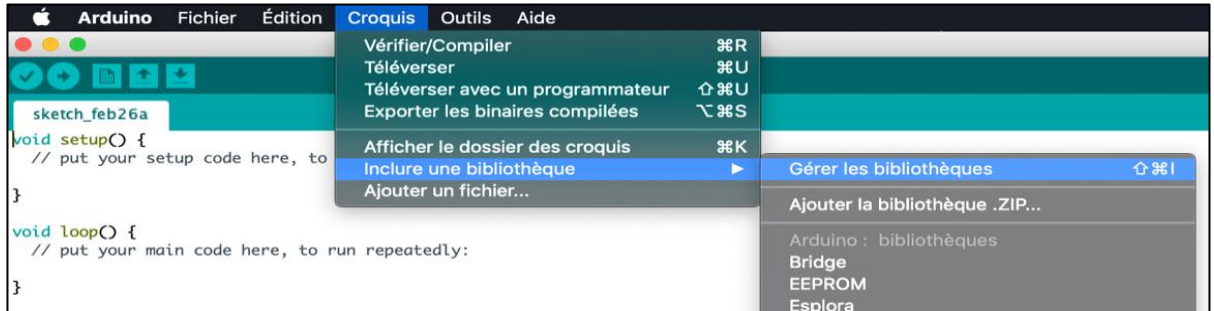 Arduino Fichier Édition Croquis Outils Aide
Vérifier/Compiler ⌘R
Téléverser ⌘U
Téléverser avec un programmateur ⇧⌘U
Exporter les binaires compilées ⌥⌘S
Afficher le dossier des croquis ⌘K
Inclure une bibliothèque ▶
Ajouter un fichier...
Gérer les bibliothèques ⇧⌘I
Ajouter la bibliothèque .ZIP...
Arduino : bibliothèques
Bridge
EEPROM
Esplora
sketch_feb26a
void setup() {
// put your setup code here, to
}
void loop() {
// put your main code here, to run repeatedly:
}